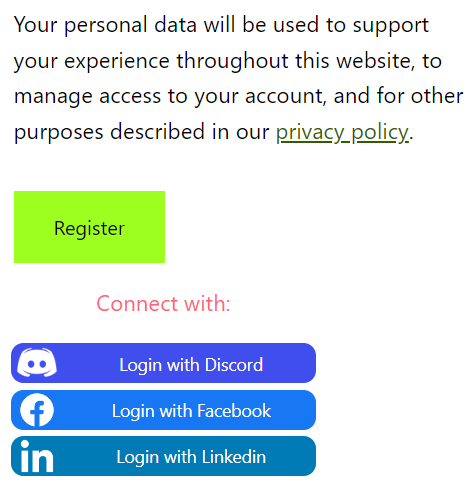 Your personal data will be used to support
your experience throughout this website, to
manage access to your account, and for other
purposes described in our privacy policy.
Register
Connect with:
Login with Discord
Login with Facebook
in Login with Linkedin